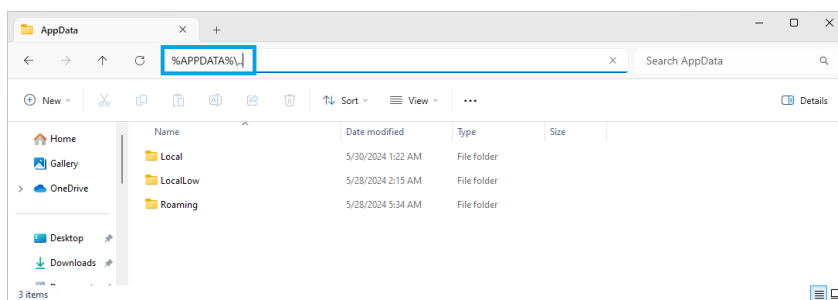 AppData
%APPDATA%\..
Search AppData
New
Sort
View
Details
Name Date modified Type Size
Home
Gallery
OneDrive
Desktop
Downloads
Local 5/30/2024 1:22 AM File folder
LocalLow 5/28/2024 2:15 AM File folder
Roaming 5/28/2024 5:34 AM File folder
3 items